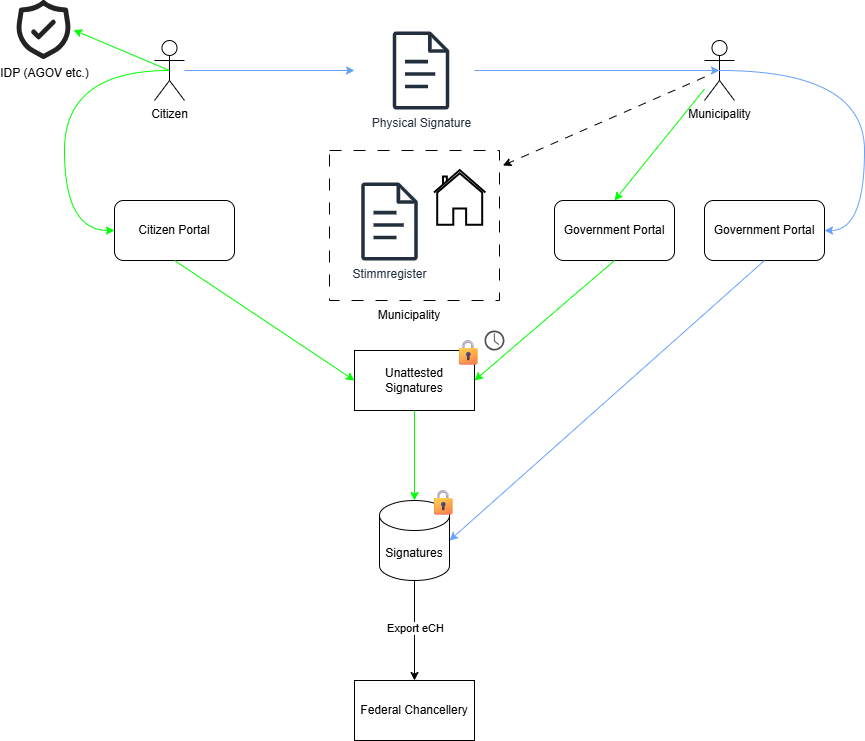 IDP (AGOV etc.)
Citizen
Physical Signature
Municipality
Citizen Portal
Stimmregister
Municipality
Government Portal
Government Portal
Unattested
Signatures
Signatures
Export eCH
Federal Chancellery